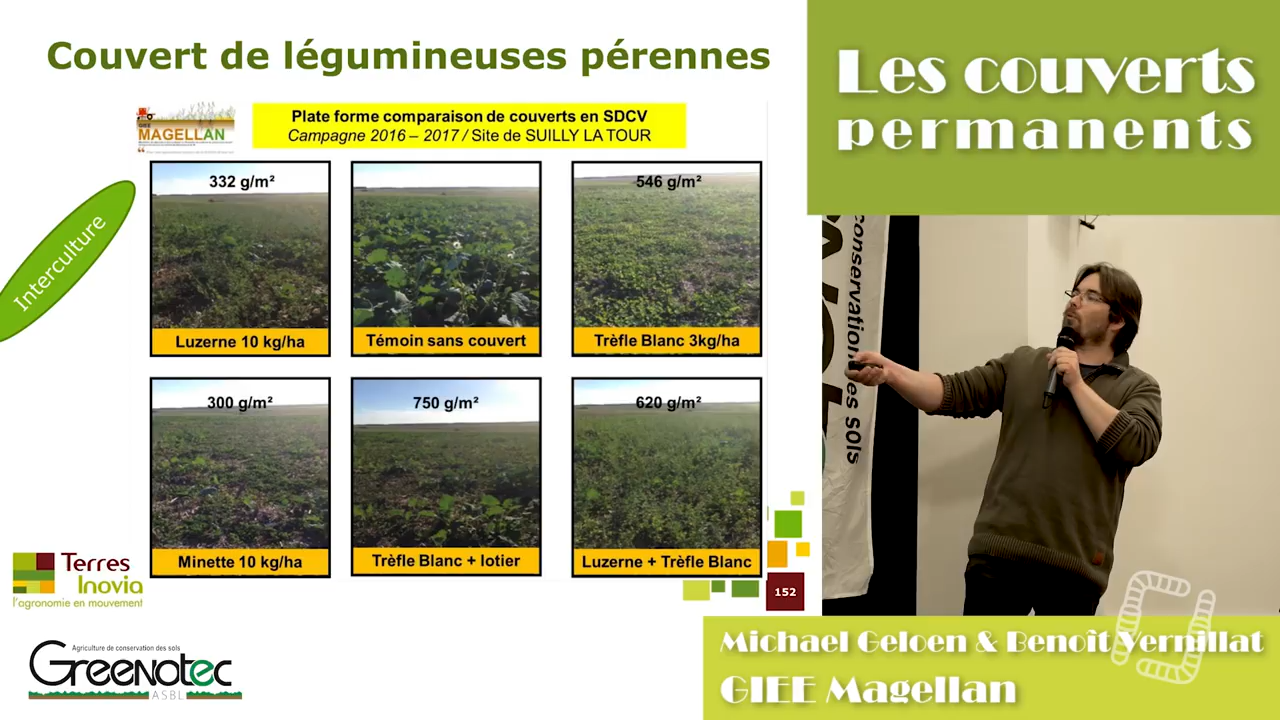 Couvert de légumineuses pérennes
GIEE
MAGELLAN
Plate forme comparaison de couverts en SDCV
Campagne 2016 – 2017 / Site de SUILLY LA TOUR
Interculture
332 g/m²
Luzerne 10 kg/ha
Témoin sans couvert
546 g/m²
Trèfle Blanc 3kg/ha
300 g/m²
Minette 10 kg/ha
750 g/m²
Trèfle Blanc + lotier
620 g/m²
Luzerne + Trèfle Blanc
Terres
Inovia
l'agronomie en mouvement
152
Agriculture de conservation des sols
Greenotec
ASBL
Les couverts
permanents
conservation des sols
Michael Geloen & Benoît Vernillat
GIEE Magellan